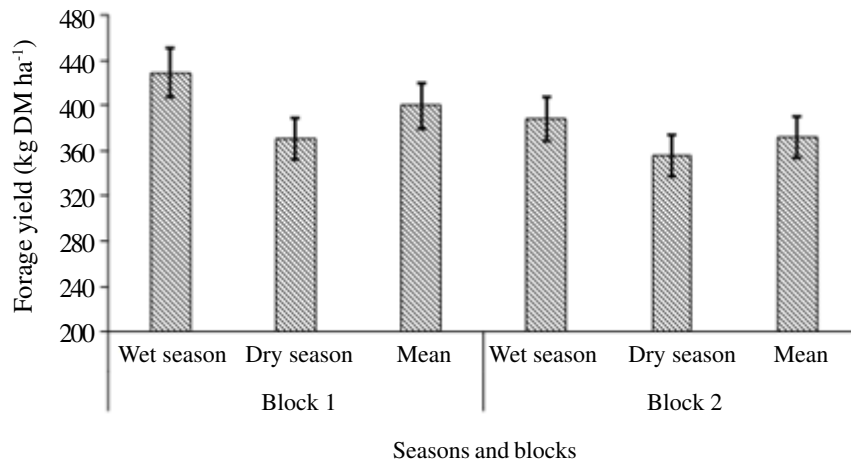 Forage yield (kg DM ha⁻¹)
480
440
400
360
320
280
240
200
Wet season Dry season Mean Wet season Dry season Mean
Block 1 Block 2
Seasons and blocks